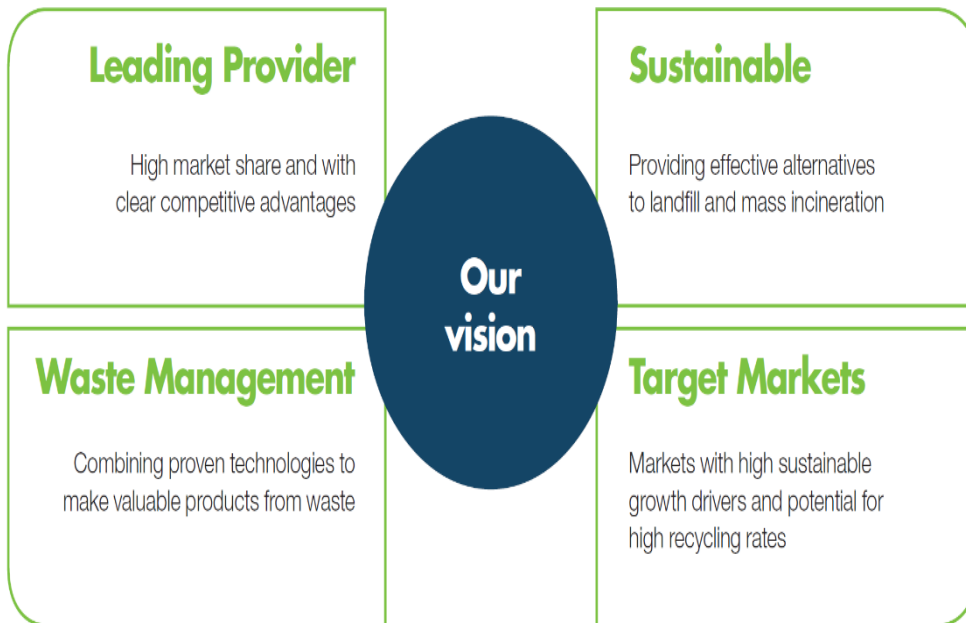 Leading Provider
High market share and with
clear competitive advantages
Sustainable
Providing effective alternatives
to landfill and mass incineration
Our
vision
Waste Management
Combining proven technologies to
make valuable products from waste
Target Markets
Markets with high sustainable
growth drivers and potential for
high recycling rates